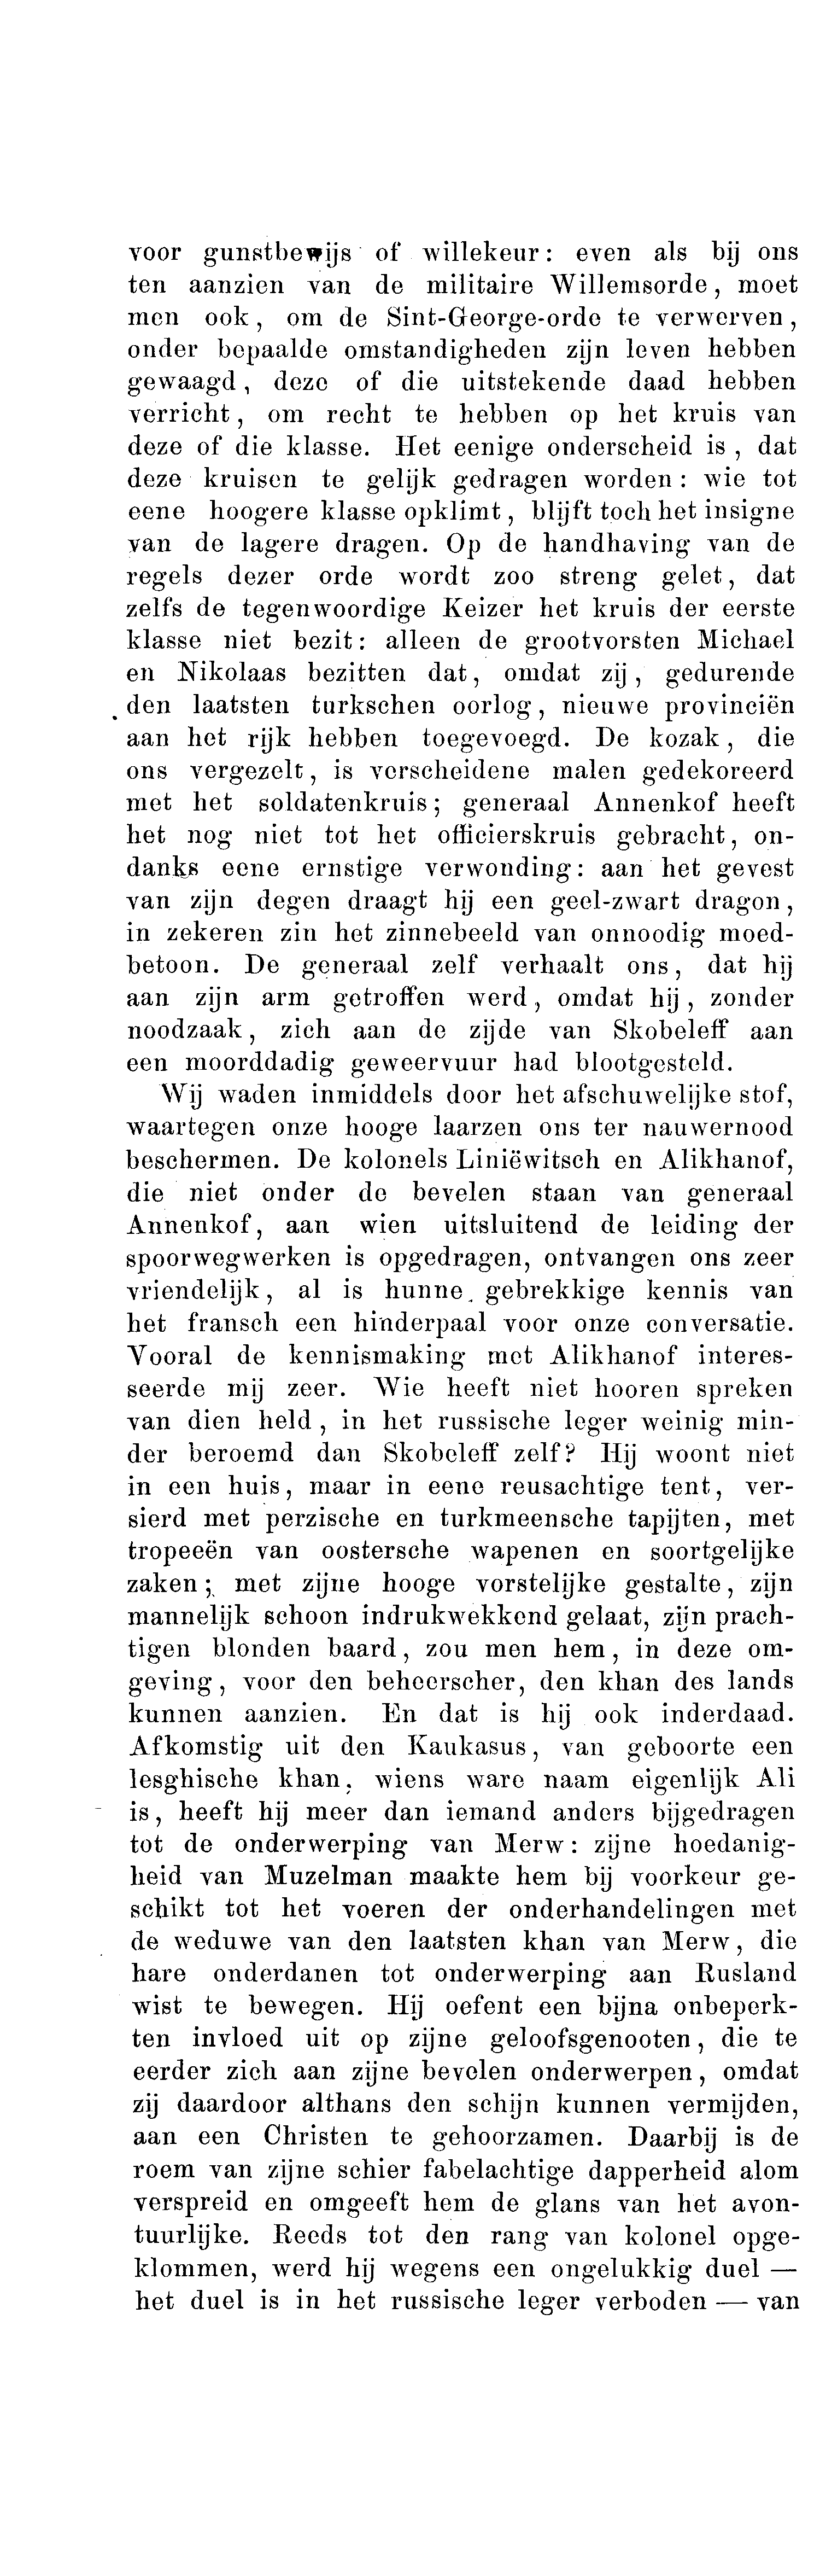 voor gunstbewijs of willekeur: even als bij ons
ten aanzien van de militaire Willemsorde, moet
men ook, om de Sint-George-orde te verwerven,
onder bepaalde omstandigheden zijn leven hebben
gewaagd, deze of die uitstekende daad hebben
verricht, om recht te hebben op het kruis van
deze of die klasse. Het eenige onderscheid is, dat
deze kruisen te gelijk gedragen worden: wie tot
eene hoogere klasse opklimt, blijft toch het insigne
van de lagere dragen. Op de handhaving van de
regels dezer orde wordt zoo streng gelet, dat
zelfs de tegenwoordige Keizer het kruis der eerste
klasse niet bezit: alleen de grootvorsten Michael
en Nikolaas bezitten dat, omdat zij, gedurende
den laatsten turkschen oorlog, nieuwe provinciën
aan het rijk hebben toegevoegd. De kozak, die
ons vergezelt, is verscheidene malen gedekoreerd
met het soldatenkruis; generaal Annenkof heeft
het nog niet tot het officierskruis gebracht, on-
danks eene ernstige verwonding: aan het gevest
van zijn degen draagt hij een geel-zwart dragon,
in zekeren zin het zinnebeeld van onnoodig moed-
betoon. De generaal zelf verhaalt ons, dat hij
aan zijn arm getroffen werd, omdat hij, zonder
noodzaak, zich aan de zijde van Skobeleff aan
een moorddadig geweervuur had blootgesteld.
Wij waden inmiddels door het afschuwelijke stof,
waartegen onze hooge laarzen ons ter nauwernood
beschermen. De kolonels Liniëwitsch en Alikhanof,
die niet onder de bevelen staan van generaal
Annenkof, aan wien uitsluitend de leiding der
spoorwegwerken is opgedragen, ontvangen ons zeer
vriendelijk, al is hunne gebrekkige kennis van
het fransch een hinderpaal voor onze conversatie.
Vooral de kennismaking met Alikhanof interes-
seerde mij zeer. Wie heeft niet hooren spreken
van dien held, in het russische leger weinig min-
der beroemd dan Skobeleff zelf? Hij woont niet
in een huis, maar in eene reusachtige tent, ver-
sierd met perzische en turkmeensche tapijten, met
tropeeën van oostersche wapenen en soortgelijke
zaken; met zijne hooge vorstelijke gestalte, zijn
mannelijk schoon indrukwekkend gelaat, zijn prach-
tigen blonden baard, zou men hem, in deze om-
geving, voor den beheerscher, den khan des lands
kunnen aanzien. En dat is hij ook inderdaad.
Afkomstig uit den Kaukasus, van geboorte een
lesghische khan, wiens ware naam eigenlijk Ali
is, heeft hij meer dan iemand anders bijgedragen
tot de onderwerping van Merw: zijne hoedanig-
heid van Muzelman maakte hem bij voorkeur ge-
schikt tot het voeren der onderhandelingen met
de weduwe van den laatsten khan van Merw, die
hare onderdanen tot onderwerping aan Rusland
wist te bewegen. Hij oefent een bijna onbeperk-
ten invloed uit op zijne geloofsgenooten, die te
eerder zich aan zijne bevelen onderwerpen, omdat
zij daardoor althans den schijn kunnen vermijden,
aan een Christen te gehoorzamen. Daarbij is de
roem van zijne schier fabelachtige dapperheid alom
verspreid en omgeeft hem de glans van het avon-
tuurlijke. Reeds tot den rang van kolonel opge-
klommen, werd hij wegens een ongelukkig duel —
het duel is in het russische leger verboden — van